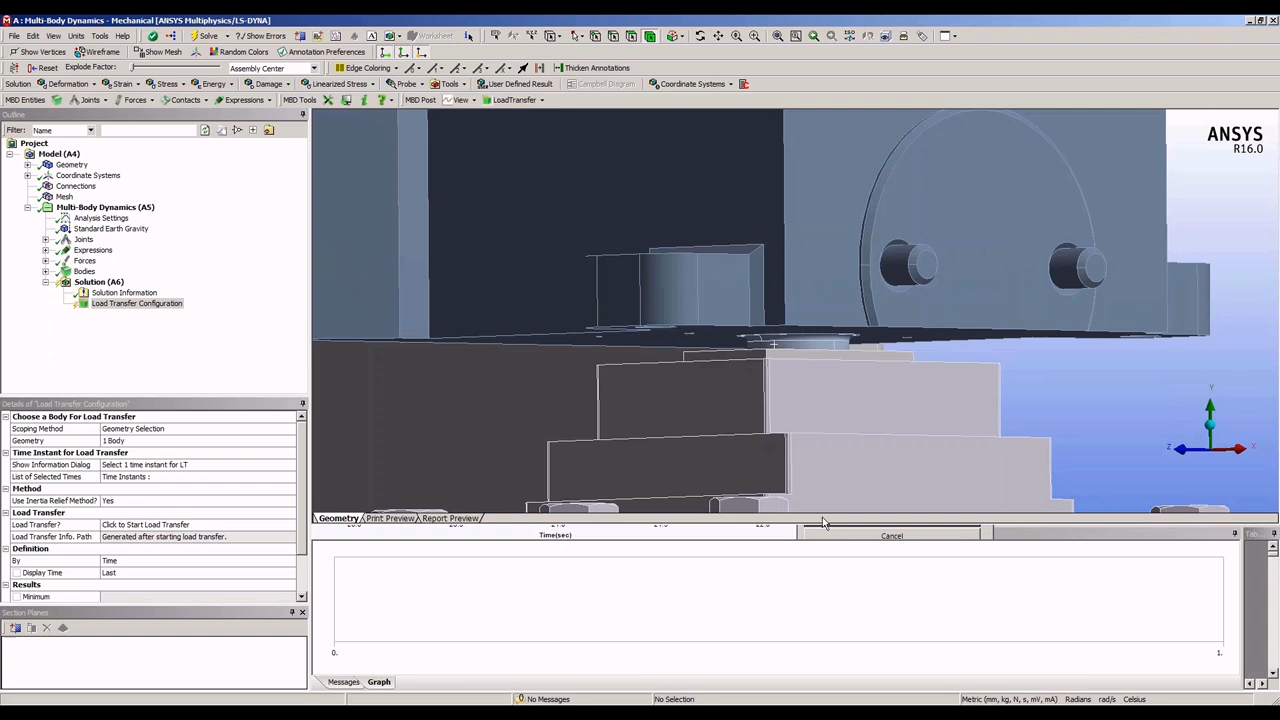 A : Multi-Body Dynamics - Mechanical [ANSYS Multiphysics/LS-DYNA]
File Edit View Units Tools Help Solve Show Errors Worksheet
Show Vertices Wireframe Show Mesh Random Colors Annotation Preferences
Reset Explode Factor: Assembly Center Edge Coloring Thicken Annotations
Solution Deformation Strain Stress Energy Damage Linearized Stress Probe Tools User Defined Result Campbell Diagram Coordinate Systems
MBD Entities Joints Forces Contacts Expressions MBD Tools MBD Post View LoadTransfer
Outline
Filter: Name
Project
Model (A4)
Geometry
Coordinate Systems
Connections
Mesh
Multi-Body Dynamics (A5)
Analysis Settings
Standard Earth Gravity
Joints
Expressions
Forces
Bodies
Solution (A6)
Solution Information
Load Transfer Configuration
ANSYS
R16.0
Y
Z
X
Details of "Load Transfer Configuration"
Choose a Body For Load Transfer
Scoping Method Geometry Selection
Geometry 1 Body
Time Instant for Load Transfer
Show Information Dialog Select 1 time instant for LT
List of Selected Times Time Instants :
Method
Use Inertia Relief Method? Yes
Load Transfer
Load Transfer? Click to Start Load Transfer
Load Transfer Info. Path Generated after starting load transfer.
Definition
By Time
Display Time Last
Results
Minimum
Geometry Print Preview Report Preview
Time(sec)
Cancel
Tab
0.
1.
Section Planes
Messages Graph
No Messages No Selection Metric (mm, kg, N, s, mV, mA) Radians rad/s Celsius